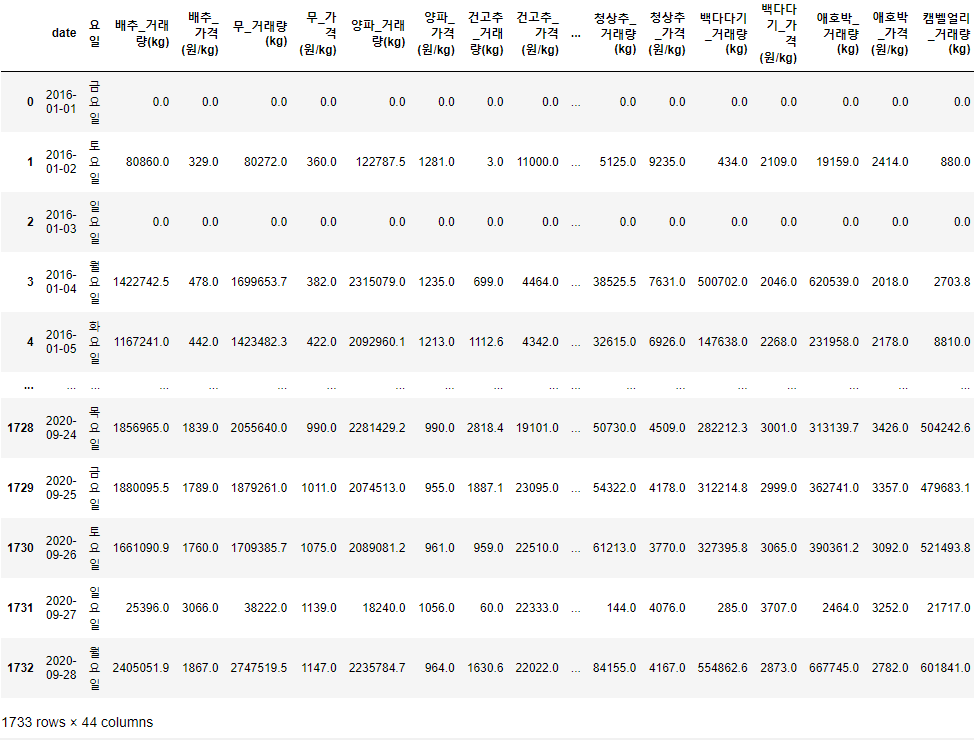 date 요일 배추_거래량(kg) 배추_가격(원/kg) 무_거래량(kg) 무_가격(원/kg) 양파_거래량(kg) 양파_가격(원/kg) 건고추_거래량(kg) 건고추_가격(원/kg) ... 청상추_거래량(kg) 청상추_가격(원/kg) 백다다기_거래량(kg) 백다다기_가격(원/kg) 애호박_거래량(kg) 애호박_가격(원/kg) 캠벨얼리_거래량(kg)
0 2016-01-01 금요일 0.0 0.0 0.0 0.0 0.0 0.0 0.0 0.0 ... 0.0 0.0 0.0 0.0 0.0 0.0 0.0
1 2016-01-02 토요일 80860.0 329.0 80272.0 360.0 122787.5 1281.0 3.0 11000.0 ... 5125.0 9235.0 434.0 2109.0 19159.0 2414.0 880.0
2 2016-01-03 일요일 0.0 0.0 0.0 0.0 0.0 0.0 0.0 0.0 ... 0.0 0.0 0.0 0.0 0.0 0.0 0.0
3 2016-01-04 월요일 1422742.5 478.0 1699653.7 382.0 2315079.0 1235.0 699.0 4464.0 ... 38525.5 7631.0 500702.0 2046.0 620539.0 2018.0 2703.8
4 2016-01-05 화요일 1167241.0 442.0 1423482.3 422.0 2092960.1 1213.0 1112.6 4342.0 ... 32615.0 6926.0 147638.0 2268.0 231958.0 2178.0 8810.0
... ... ... ... ... ... ... ... ... ... ... ... ... ... ... ... ... ... ...
1728 2020-09-24 목요일 1856965.0 1839.0 2055640.0 990.0 2281429.2 990.0 2818.4 19101.0 ... 50730.0 4509.0 282212.3 3001.0 313139.7 3426.0 504242.6
1729 2020-09-25 금요일 1880095.5 1789.0 1879261.0 1011.0 2074513.0 955.0 1887.1 23095.0 ... 54322.0 4178.0 312214.8 2999.0 362741.0 3357.0 479683.1
1730 2020-09-26 토요일 1661090.9 1760.0 1709385.7 1075.0 2089081.2 961.0 959.0 22510.0 ... 61213.0 3770.0 327395.8 3065.0 390361.2 3092.0 521493.8
1731 2020-09-27 일요일 25396.0 3066.0 38222.0 1139.0 18240.0 1056.0 60.0 22333.0 ... 144.0 4076.0 285.0 3707.0 2464.0 3252.0 21717.0
1732 2020-09-28 월요일 2405051.9 1867.0 2747519.5 1147.0 2235784.7 964.0 1630.6 22022.0 ... 84155.0 4167.0 554862.6 2873.0 667745.0 2782.0 601841.0
1733 rows × 44 columns